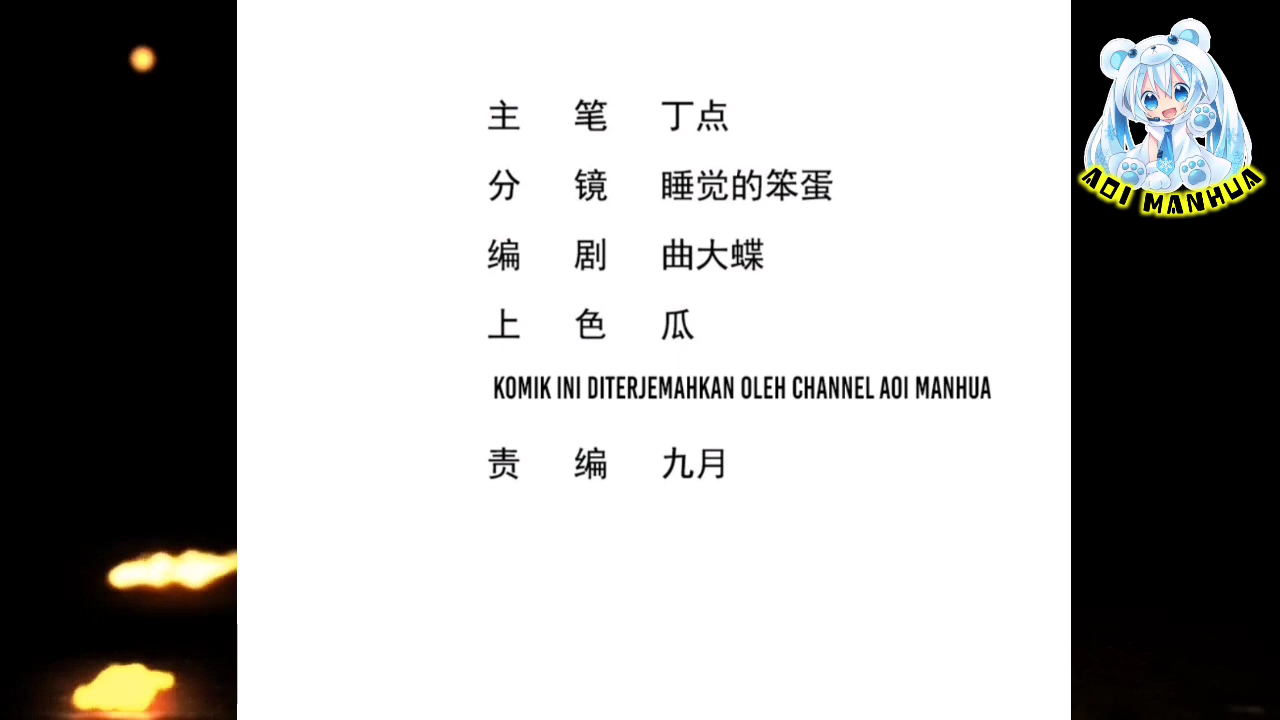 主 笔 丁点
分 镜 睡觉的笨蛋
编 剧 曲大蝶
上 色 瓜
KOMIK INI DITERJEMAHKAN OLEH CHANNEL AOI MANHUA
责 编 九月
AOI MANHUA